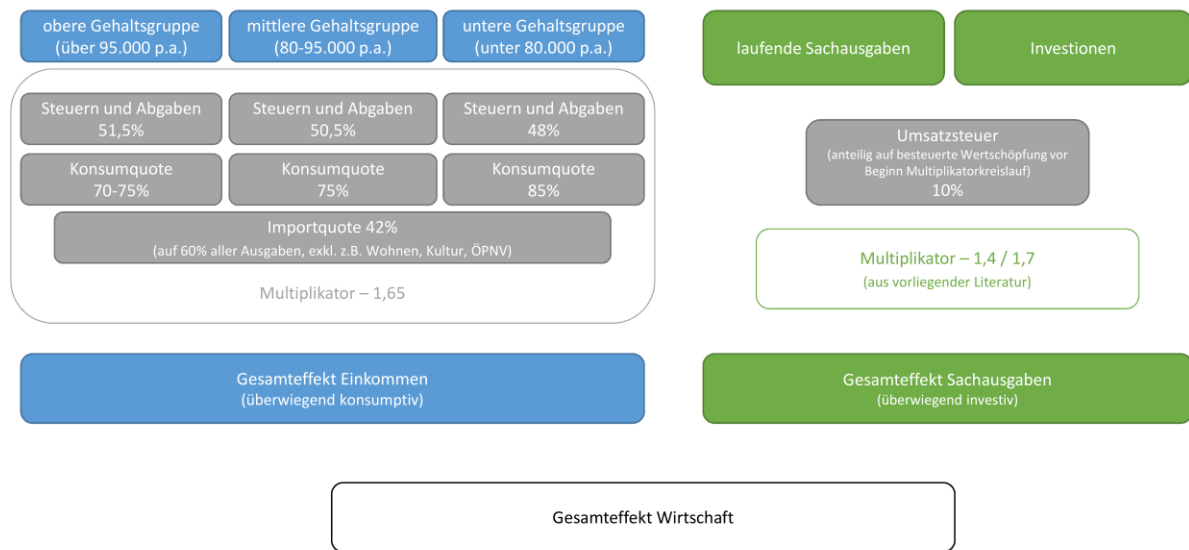 obere Gehaltsgruppe
(über 95.000 p.a.)
mittlere Gehaltsgruppe
(80-95.000 p.a.)
untere Gehaltsgruppe
(unter 80.000 p.a.)
laufende Sachausgaben
Investionen
Steuern und Abgaben
51,5%
Steuern und Abgaben
50,5%
Steuern und Abgaben
48%
Konsumquote
70-75%
Konsumquote
75%
Konsumquote
85%
Importquote 42%
(auf 60% aller Ausgaben, exkl. z.B. Wohnen, Kultur, ÖPNV)
Multiplikator – 1,65
Umsatzsteuer
(anteilig auf besteuerte Wertschöpfung vor
Beginn Multiplikatorkreislauf)
10%
Multiplikator – 1,4 / 1,7
(aus vorliegender Literatur)
Gesamteffekt Einkommen
(überwiegend konsumptiv)
Gesamteffekt Sachausgaben
(überwiegend investiv)
Gesamteffekt Wirtschaft